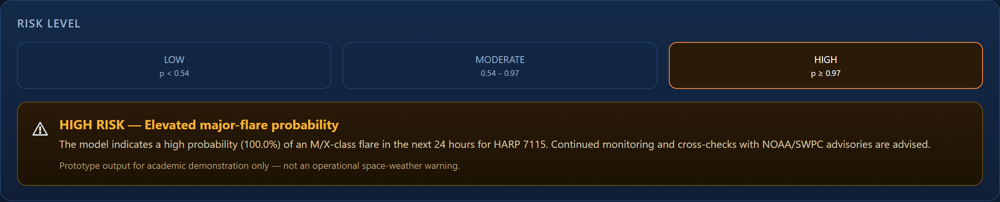 RISK LEVEL
LOW
p < 0.54
MODERATE
0.54 – 0.97
HIGH
p ≥ 0.97
HIGH RISK — Elevated major-flare probability
The model indicates a high probability (100.0%) of an M/X-class flare in the next 24 hours for HARP 7115. Continued monitoring and cross-checks with NOAA/SWPC advisories are advised.
Prototype output for academic demonstration only — not an operational space-weather warning.